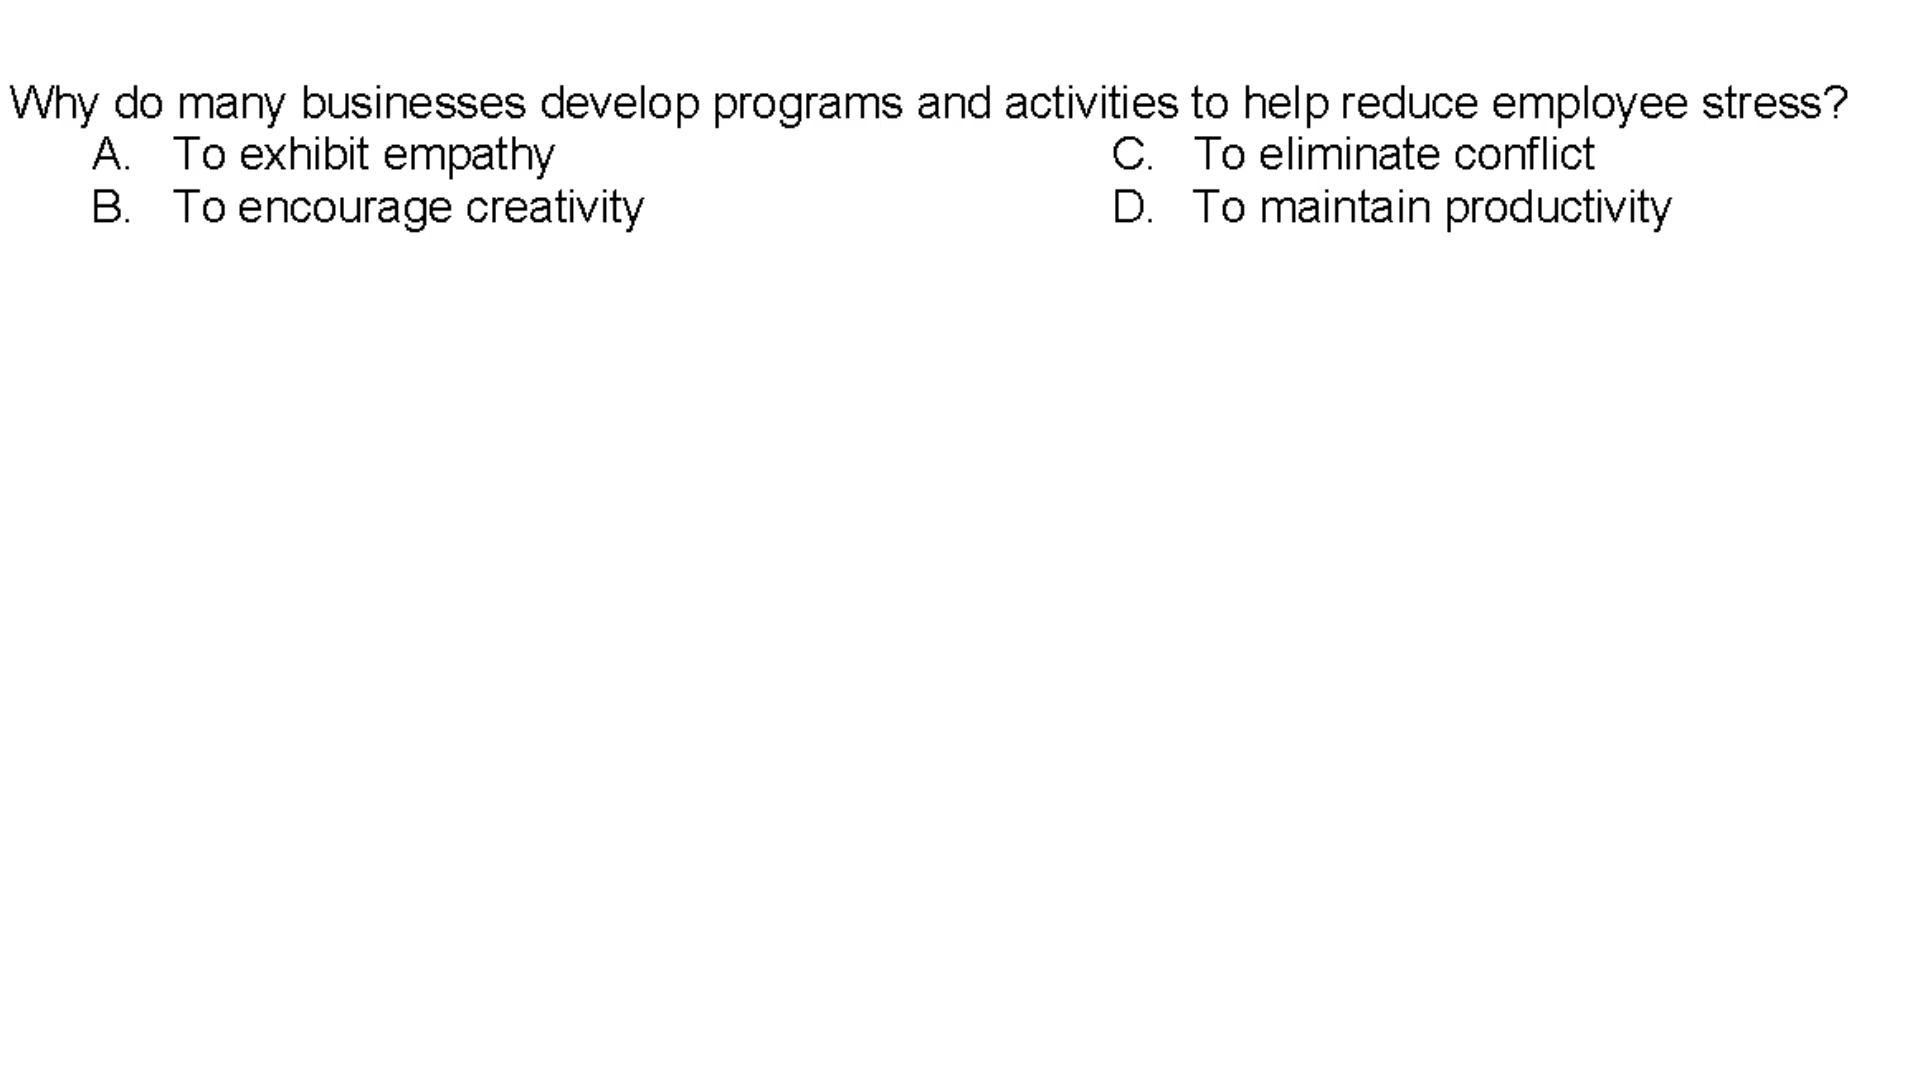 Why do many businesses develop programs and activities to help reduce employee stress?
A. To exhibit empathy C. To eliminate conflict
B. To encourage creativity D. To maintain productivity